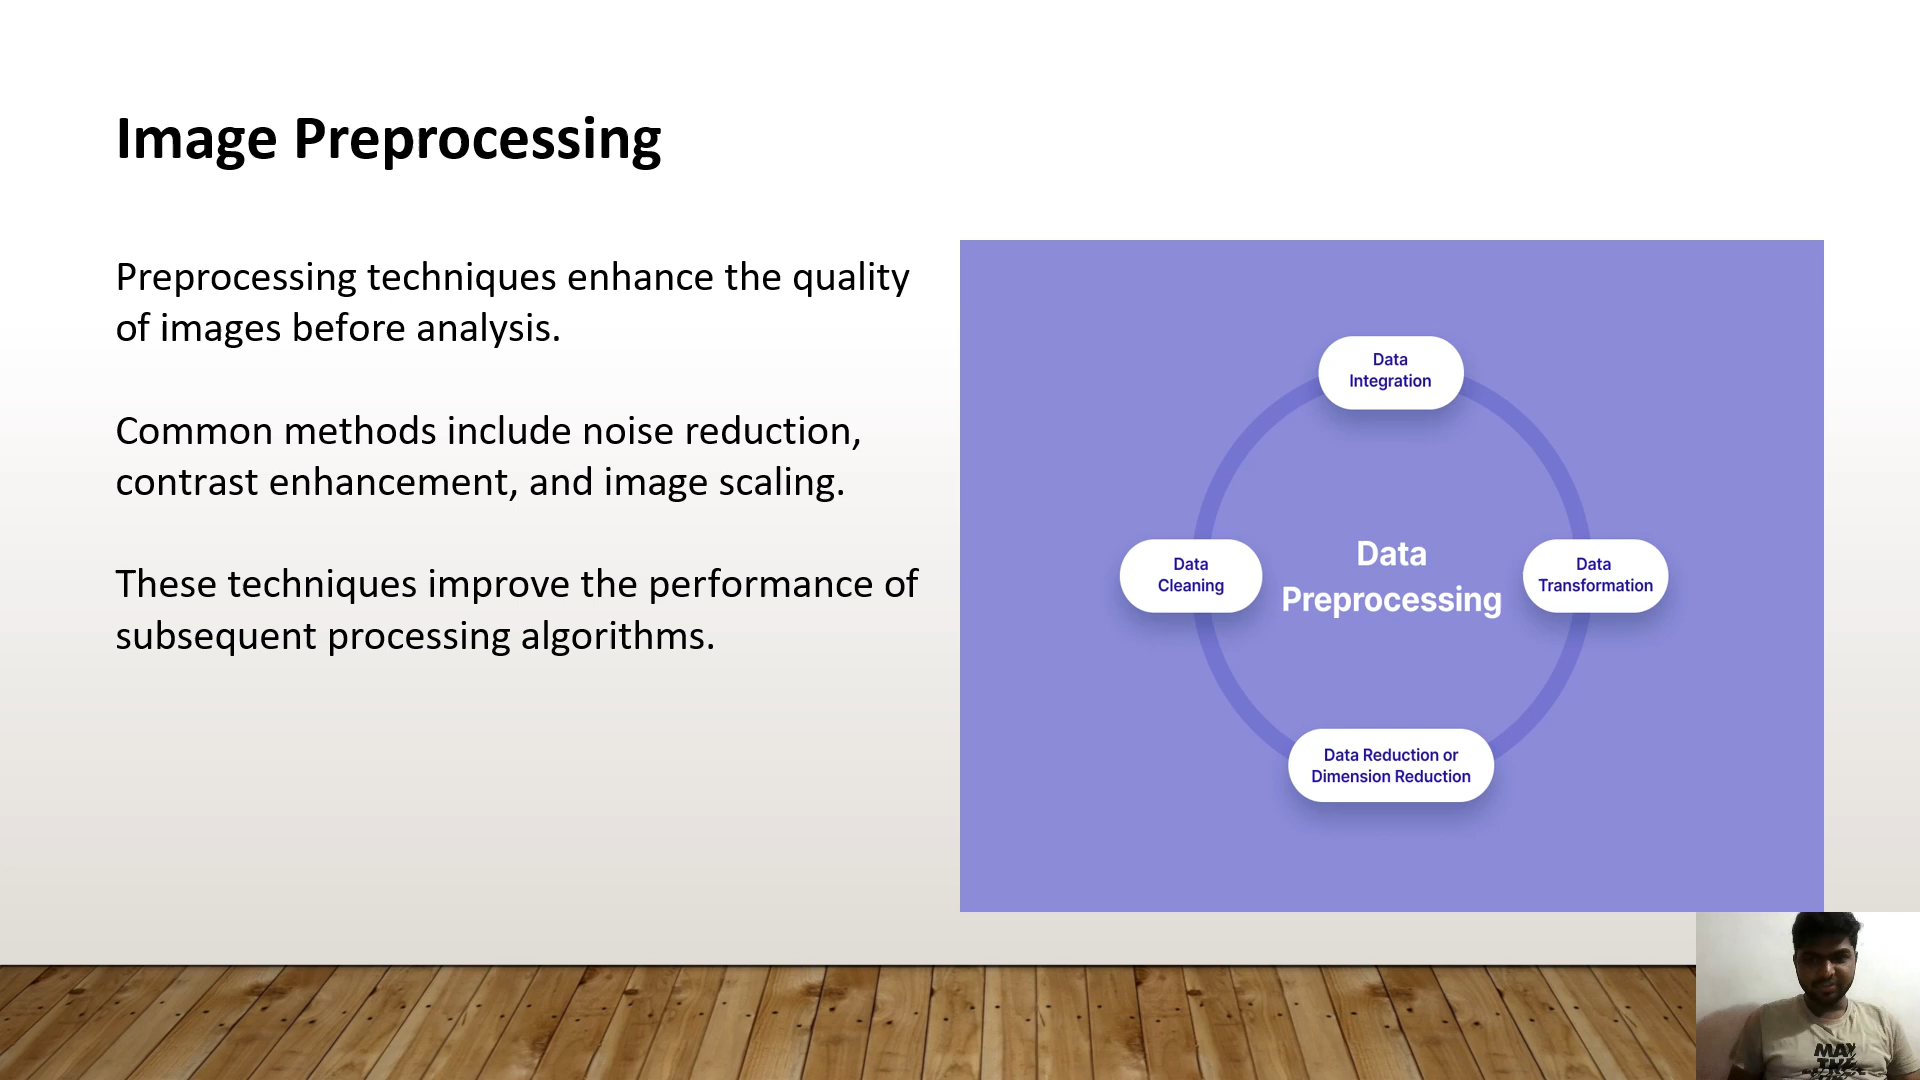 Image Preprocessing
Preprocessing techniques enhance the quality
of images before analysis.
Common methods include noise reduction,
contrast enhancement, and image scaling.
These techniques improve the performance of
subsequent processing algorithms.
Data
Integration
Data
Cleaning
Data
Preprocessing
Data
Transformation
Data Reduction or
Dimension Reduction
MAY
THE